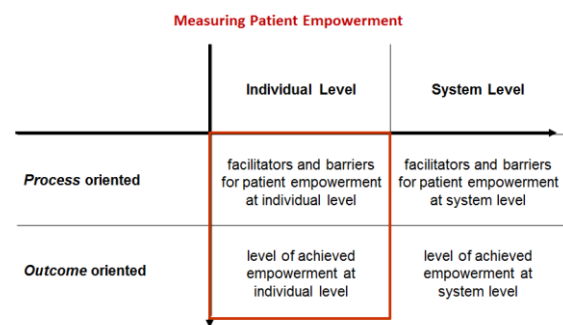 Measuring Patient Empowerment
Individual Level System Level
Process oriented
facilitators and barriers
for patient empowerment
at individual level
facilitators and barriers
for patient empowerment
at system level
Outcome oriented
level of achieved
empowerment at
individual level
level of achieved
empowerment at
system level